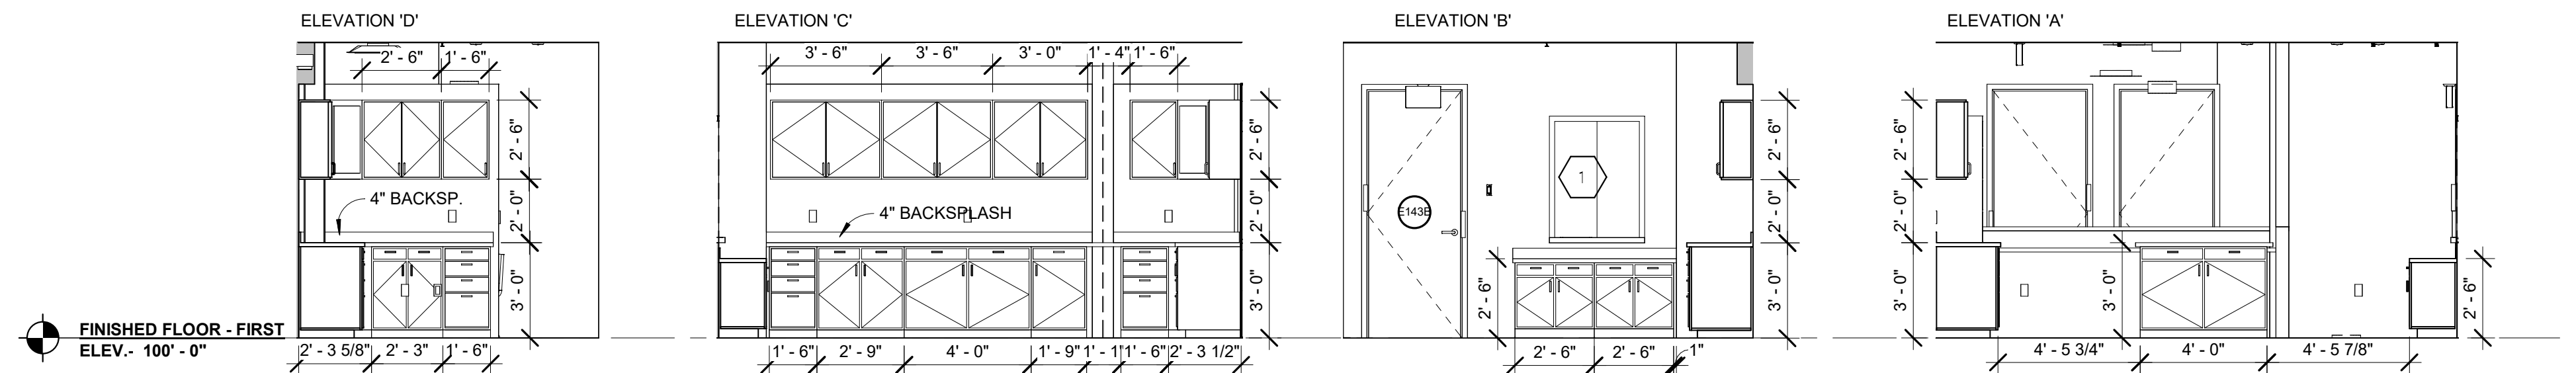 ELEVATION 'D'
2' - 6" 1' - 6"
2' - 6"
4" BACKSP.
2' - 0"
3' - 0"
FINISHED FLOOR - FIRST
ELEV.- 100' - 0"
2' - 3 5/8" 2' - 3" 1' - 6"
ELEVATION 'C'
3' - 6" 3' - 6" 3' - 0" 1' - 4" 1' - 6"
2' - 6"
4" BACKSPLASH
2' - 0"
3' - 0"
1' - 6" 2' - 9" 4' - 0" 1' - 9" 1' - 1" 1' - 6" 2' - 3 1/2"
ELEVATION 'B'
2' - 6"
1
E143B
2' - 0"
2' - 6"
3' - 0"
2' - 6" 2' - 6" 1"
ELEVATION 'A'
2' - 6"
2' - 0"
3' - 0"
3' - 0"
2' - 6"
4' - 5 3/4" 4' - 0" 4' - 5 7/8"